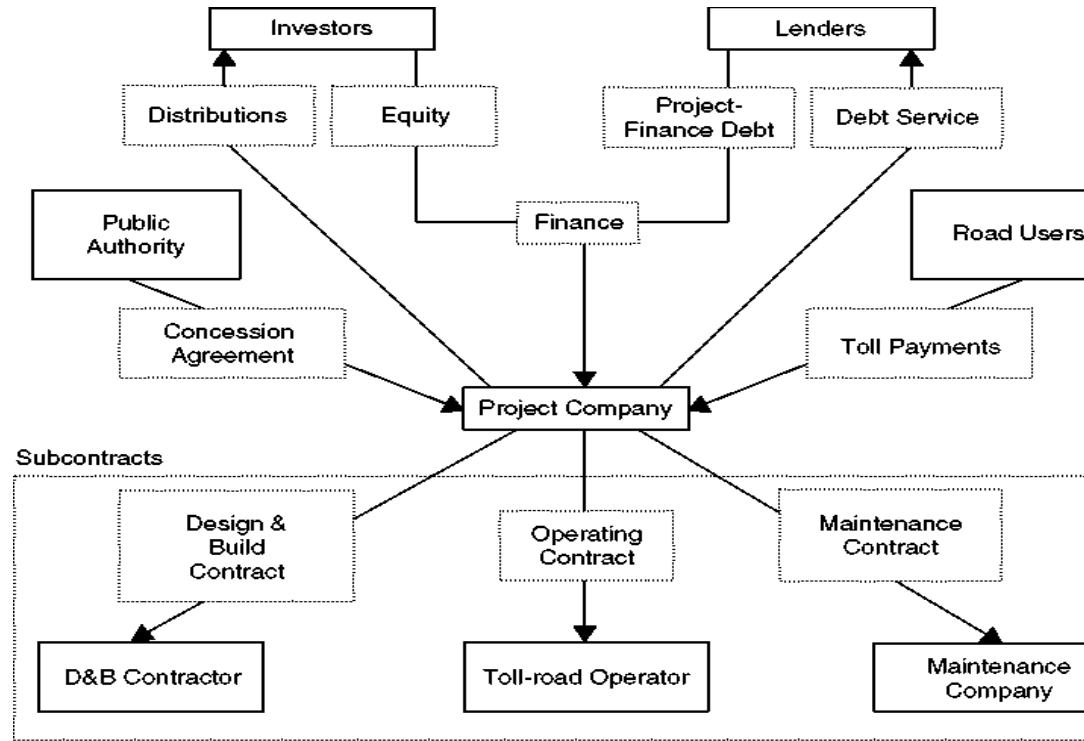 Investors
Lenders
Distributions
Equity
Project-
Finance Debt
Debt Service
Public
Authority
Finance
Road Users
Concession
Agreement
Toll Payments
Project Company
Subcontracts
Design &
Build
Contract
Operating
Contract
Maintenance
Contract
D&B Contractor
Toll-road Operator
Maintenance
Company